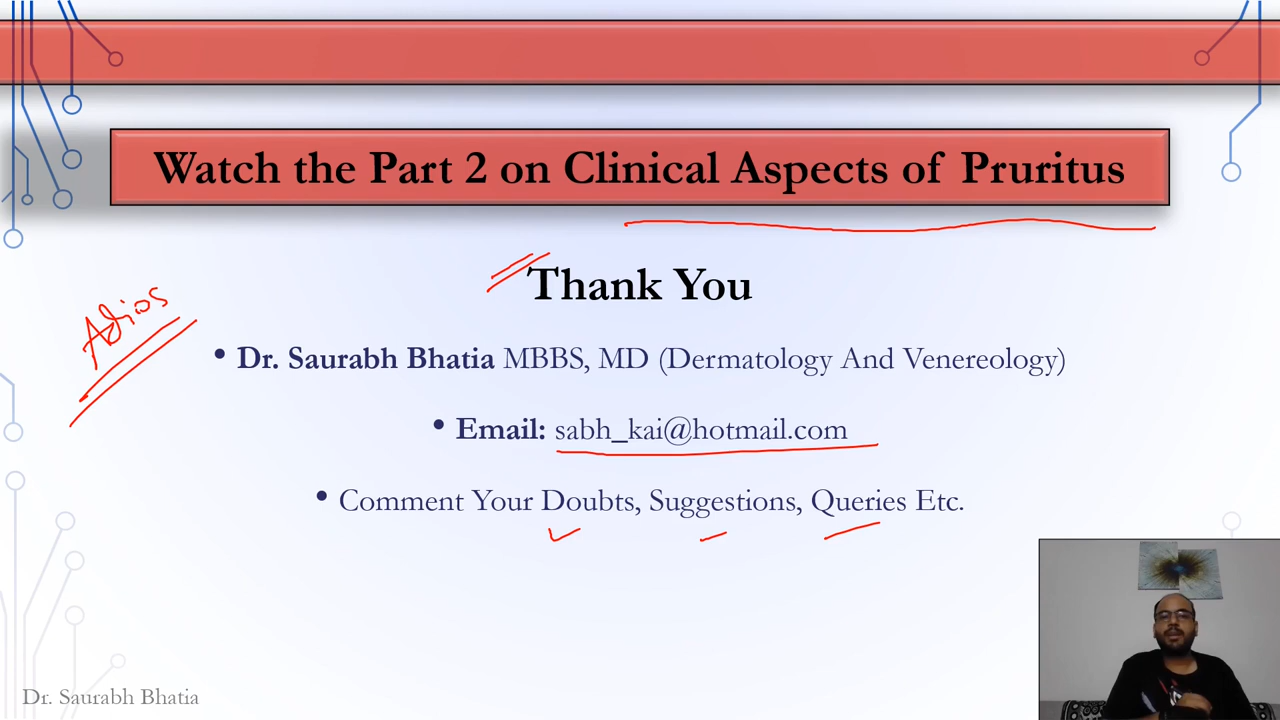 Watch the Part 2 on Clinical Aspects of Pruritus
Thank You
Adios
• Dr. Saurabh Bhatia MBBS, MD (Dermatology And Venereology)
• Email: sabh_kai@hotmail.com
• Comment Your Doubts, Suggestions, Queries Etc.
Dr. Saurabh Bhatia